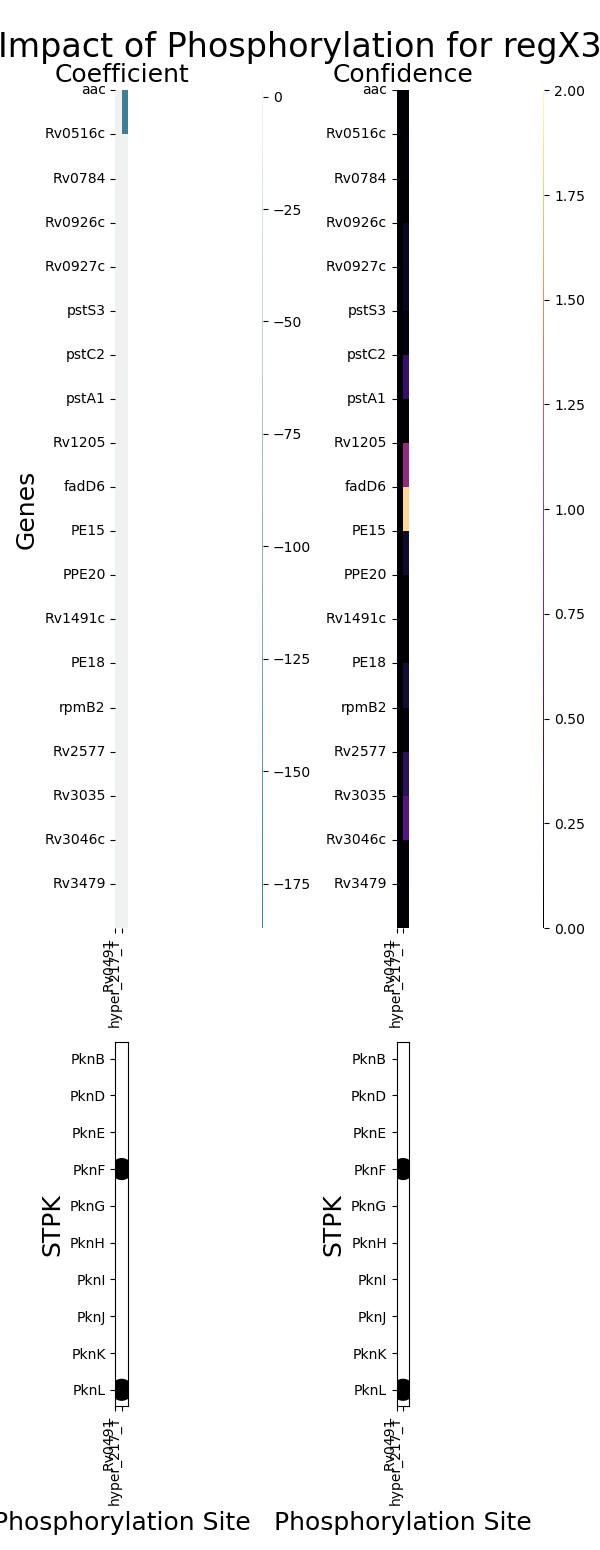 Impact of Phosphorylation for regX3
Coefficient
Confidence
Genes
aac
Rv0516c
Rv0784
Rv0926c
Rv0927c
pstS3
pstC2
pstA1
Rv1205
fadD6
PE15
PPE20
Rv1491c
PE18
rpmB2
Rv2577
Rv3035
Rv3046c
Rv3479
0
−25
−50
−75
−100
−125
−150
−175
Rv0491
hyper_217_T
aac
Rv0516c
Rv0784
Rv0926c
Rv0927c
pstS3
pstC2
pstA1
Rv1205
fadD6
PE15
PPE20
Rv1491c
PE18
rpmB2
Rv2577
Rv3035
Rv3046c
Rv3479
2.00
1.75
1.50
1.25
1.00
0.75
0.50
0.25
0.00
Rv0491
hyper_217_T
STPK
PknB
PknD
PknE
PknF
PknG
PknH
PknI
PknJ
PknK
PknL
Rv0491
hyper_217_T
Phosphorylation Site
STPK
PknB
PknD
PknE
PknF
PknG
PknH
PknI
PknJ
PknK
PknL
Rv0491
hyper_217_T
Phosphorylation Site